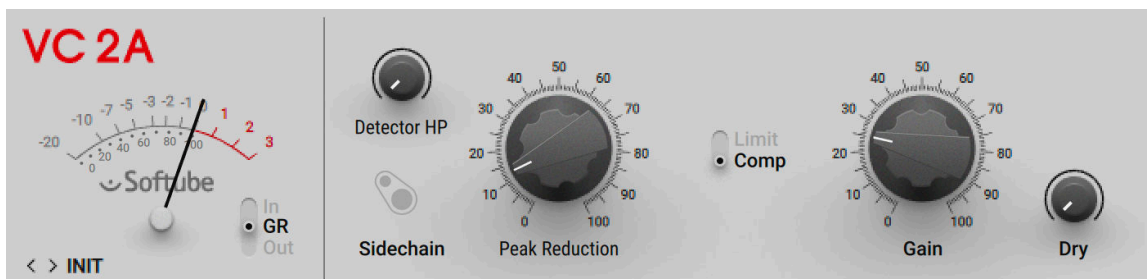 VC 2A
-20 -10 -7 -5 -3 -2 -1 0 1 2 3
0 20 40 60 80 100
Softube
In
GR
Out
< > INIT
Detector HP
Sidechain
0 10 20 30 40 50 60 70 80 90 100
Peak Reduction
Limit
Comp
0 10 20 30 40 50 60 70 80 90 100
Gain
Dry